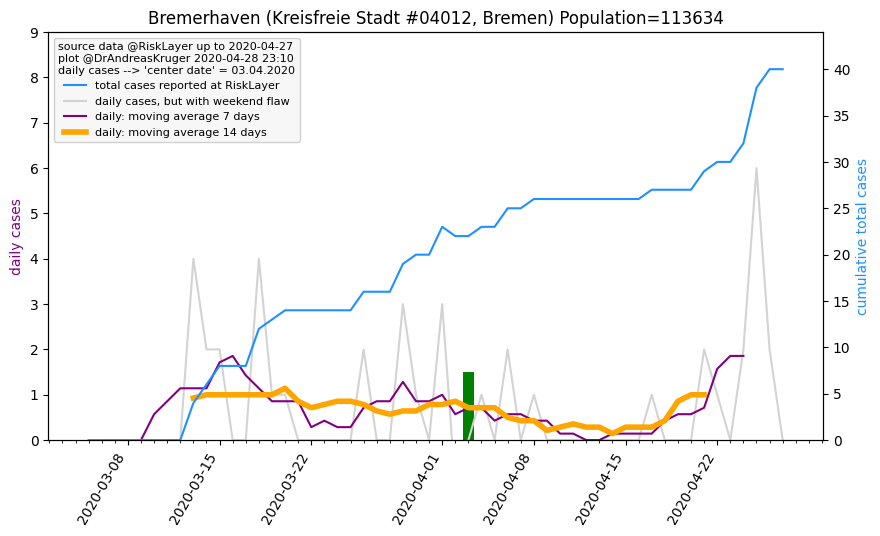 Bremerhaven (Kreisfreie Stadt #04012, Bremen) Population=113634
source data @RiskLayer up to 2020-04-27
plot @DrAndreasKruger 2020-04-28 23:10
daily cases --> 'center date' = 03.04.2020
total cases reported at RiskLayer
daily cases, but with weekend flaw
daily: moving average 7 days
daily: moving average 14 days
daily cases
9
8
7
6
5
4
3
2
1
0
40
35
30
25
20
15
10
5
0
cumulative total cases
2020-03-08
2020-03-15
2020-03-22
2020-04-01
2020-04-08
2020-04-15
2020-04-22